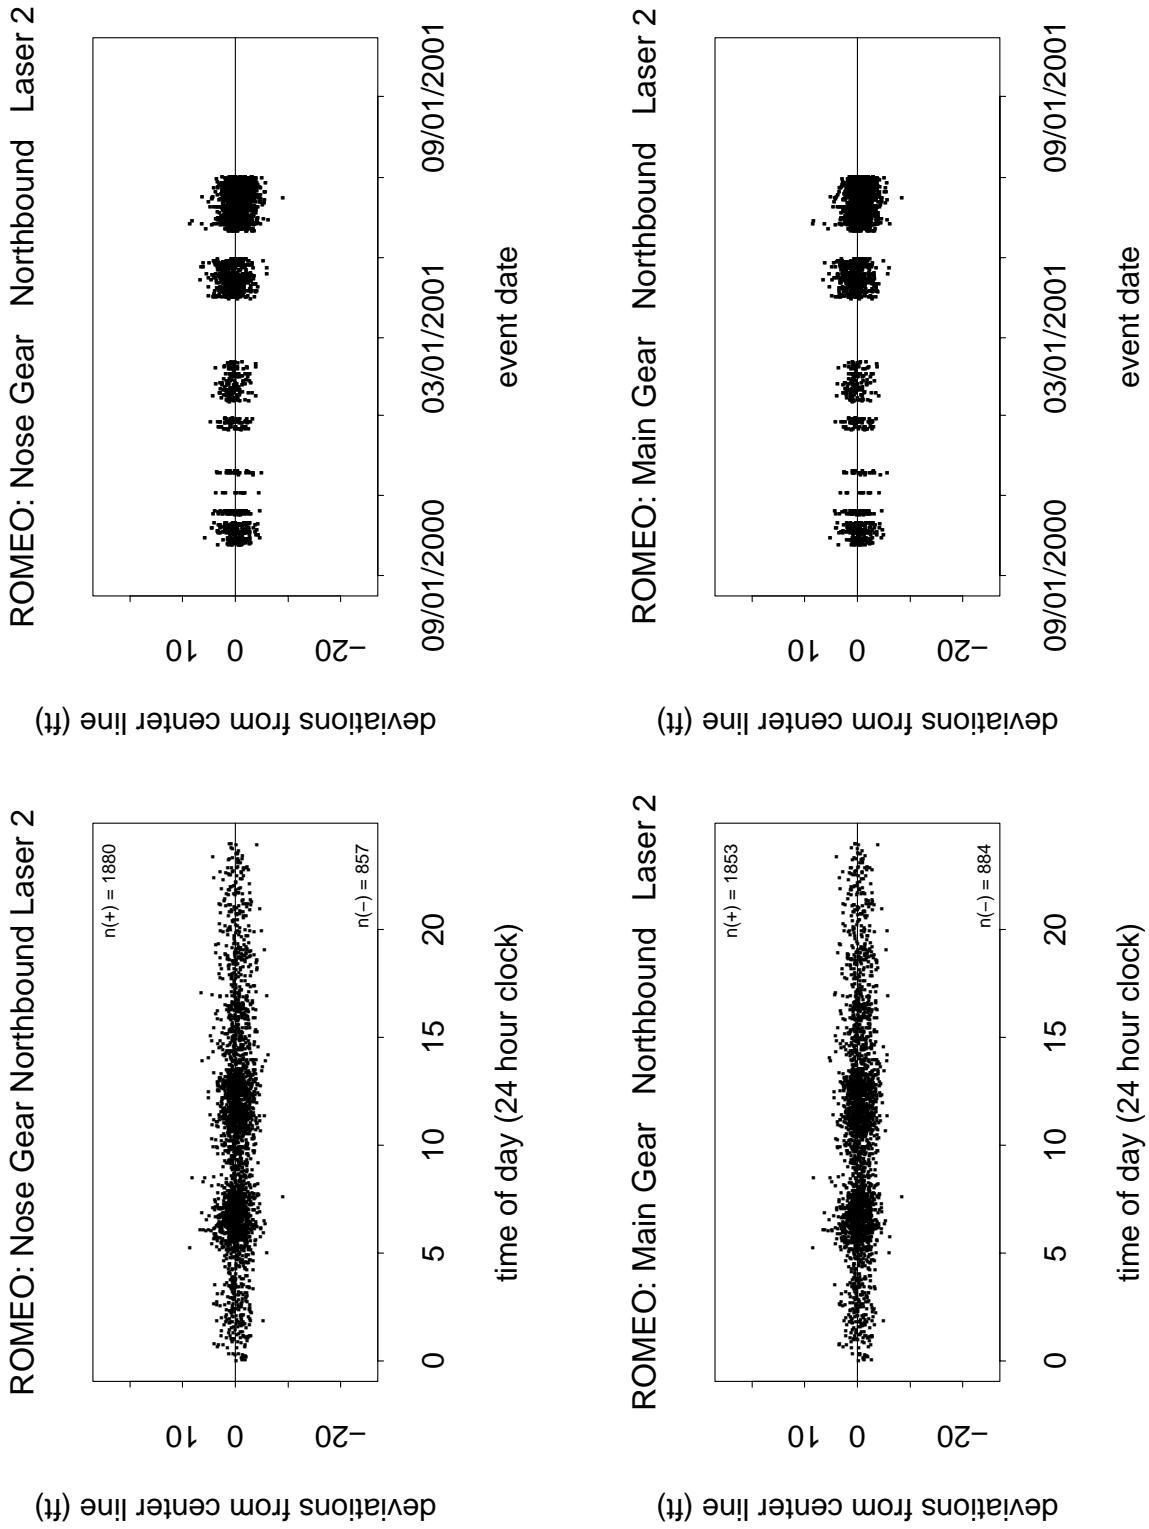 ROMEO: Nose Gear Northbound Laser 2
n(+) = 1880
n(−) = 857
10
0
−20
deviations from center line (ft)
0 5 10 15 20
time of day (24 hour clock)
ROMEO: Nose Gear Northbound Laser 2
10
0
−20
deviations from center line (ft)
09/01/2000 03/01/2001 09/01/2001
event date
ROMEO: Main Gear Northbound Laser 2
n(+) = 1853
n(−) = 884
10
0
−20
deviations from center line (ft)
0 5 10 15 20
time of day (24 hour clock)
ROMEO: Main Gear Northbound Laser 2
10
0
−20
deviations from center line (ft)
09/01/2000 03/01/2001 09/01/2001
event date